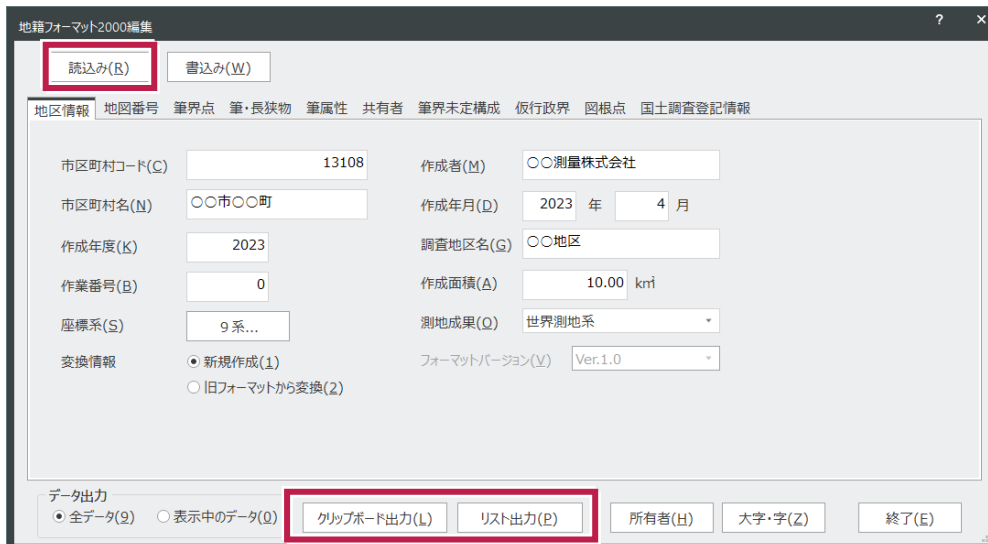 地籍フォーマット2000編集 ? ×
読込み(R) 書込み(W)
地区情報 地図番号 筆界点 筆・長狭物 筆属性 共有者 筆界未定構成 仮行政界 図根点 国土調査登記情報
市区町村コード(C) 13108 作成者(M) 〇〇測量株式会社
市区町村名(N) 〇〇市〇〇町 作成年月(D) 2023 年 4 月
作成年度(K) 2023 調査地区名(G) 〇〇地区
作業番号(B) 0 作成面積(A) 10.00 k㎡
座標系(S) 9系... 測地成果(O) 世界測地系
変換情報 新規作成(1) フォーマットバージョン(V) Ver.1.0
旧フォーマットから変換(2)
データ出力
全データ(9) 表示中のデータ(0) クリップボード出力(L) リスト出力(P) 所有者(H) 大字・字(Z) 終了(E)